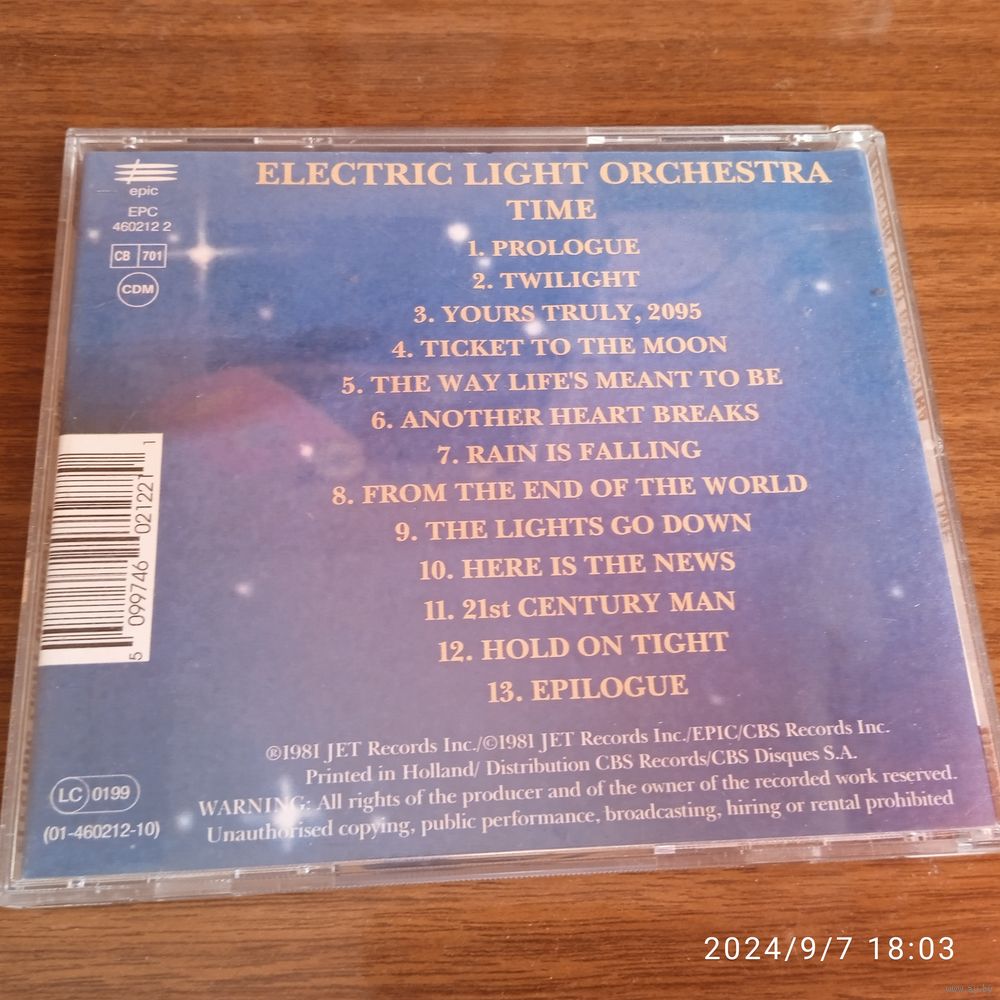 epic
EPC
460212 2
CB 701
CDM
ELECTRIC LIGHT ORCHESTRA
TIME
1. PROLOGUE
2. TWILIGHT
3. YOURS TRULY, 2095
4. TICKET TO THE MOON
5. THE WAY LIFE'S MEANT TO BE
6. ANOTHER HEART BREAKS
7. RAIN IS FALLING
8. FROM THE END OF THE WORLD
9. THE LIGHTS GO DOWN
10. HERE IS THE NEWS
11. 21st CENTURY MAN
12. HOLD ON TIGHT
13. EPILOGUE
5 099746 021221 1
®1981 JET Records Inc./©1981 JET Records Inc./EPIC/CBS Records Inc.
Printed in Holland/ Distribution CBS Records/CBS Disques S.A.
WARNING: All rights of the producer and of the owner of the recorded work reserved.
Unauthorised copying, public performance, broadcasting, hiring or rental prohibited
LC 0199
(01-460212-10)
2024/9/7 18:03
www.ay.by